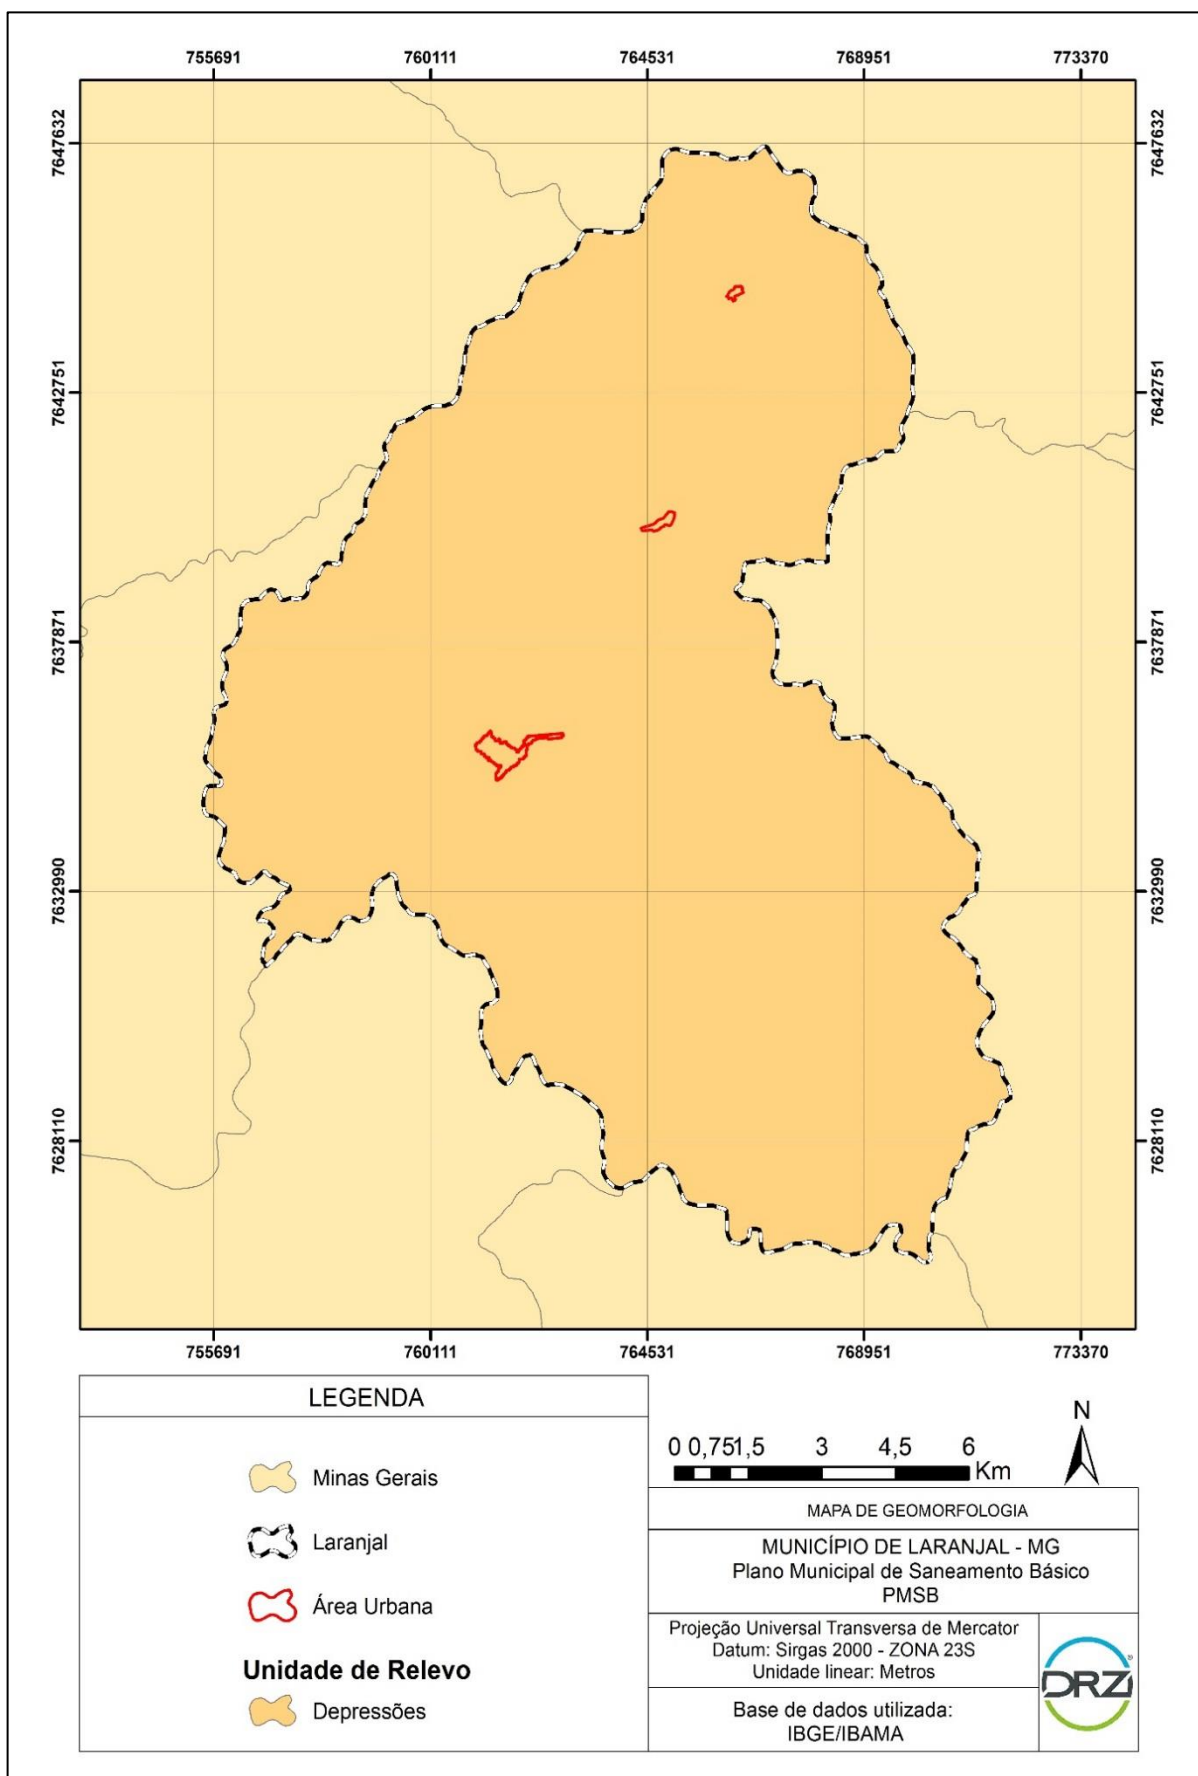 755691 760111 764531 768951 773370
7647632 7647632
7642751 7642751
7637871 7637871
7632990 7632990
7628110 7628110
755691 760111 764531 768951 773370
LEGENDA
Minas Gerais
Laranjal
Área Urbana
Unidade de Relevo
Depressões
0 0,75 1,5 3 4,5 6
Km
N
MAPA DE GEOMORFOLOGIA
MUNICÍPIO DE LARANJAL - MG
Plano Municipal de Saneamento Básico
PMSB
Projeção Universal Transversa de Mercator
Datum: Sirgas 2000 - ZONA 23S
Unidade linear: Metros
Base de dados utilizada:
IBGE/IBAMA
DRZ®